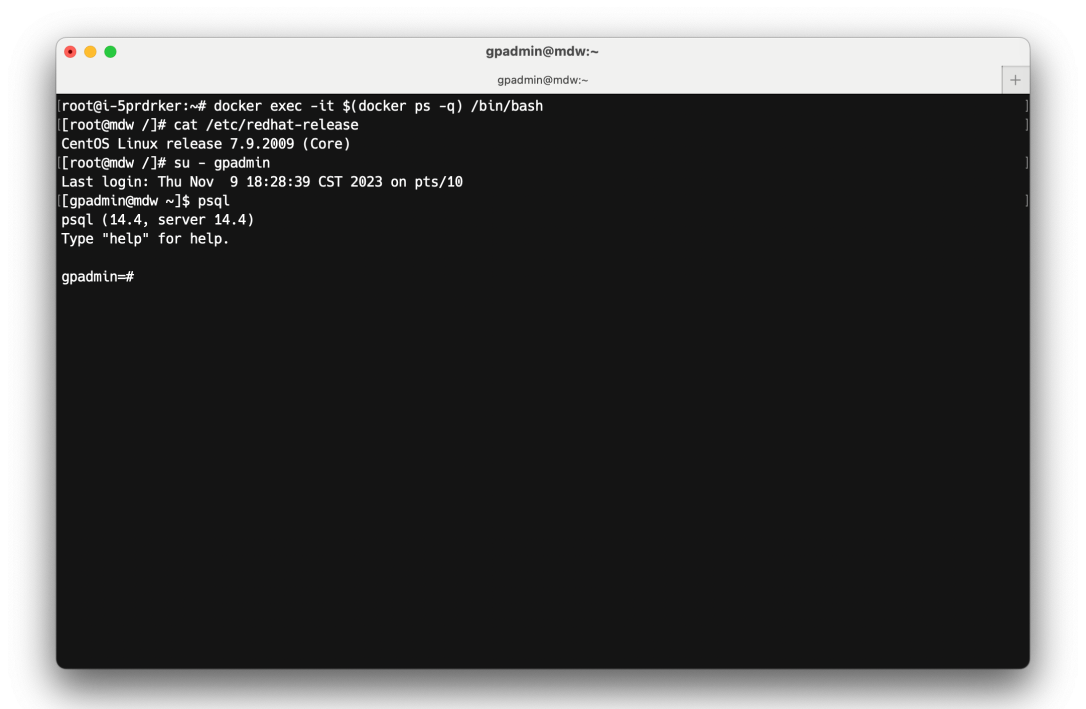 gpadmin@mdw:~
gpadmin@mdw:~
[root@i-5prdrker:~# docker exec -it $(docker ps -q) /bin/bash ]
[[root@mdw /]# cat /etc/redhat-release ]
CentOS Linux release 7.9.2009 (Core)
[[root@mdw /]# su - gpadmin ]
Last login: Thu Nov  9 18:28:39 CST 2023 on pts/10
[[gpadmin@mdw ~]$ psql ]
psql (14.4, server 14.4)
Type "help" for help.
gpadmin=#